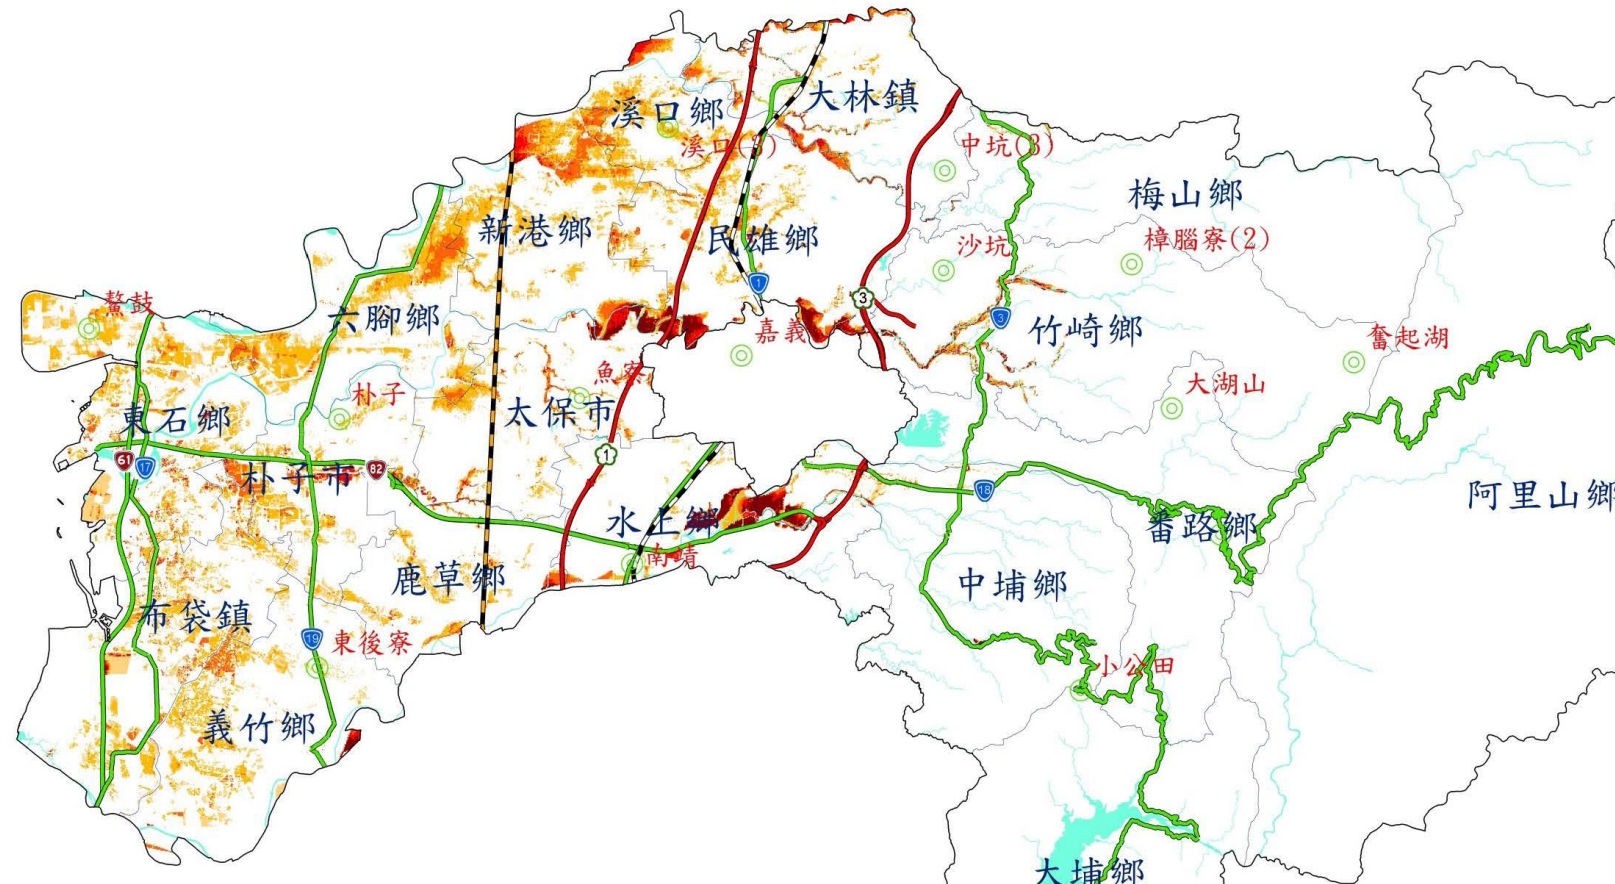 大林鎮
溪口鄉
溪口(3)
中坑(3)
梅山鄉
新港鄉
民雄鄉
沙坑
樟腦寮(2)
1
鰲鼓
3
六腳鄉
3
竹崎鄉
嘉義
奮起湖
魚寮
大湖山
朴子
太保市
東石鄉
1
61
17
82
朴子市
18
阿里山鄉
水上鄉
番路鄉
南靖
鹿草鄉
中埔鄉
布袋鎮
19
東後寮
小公田
義竹鄉
大埔鄉